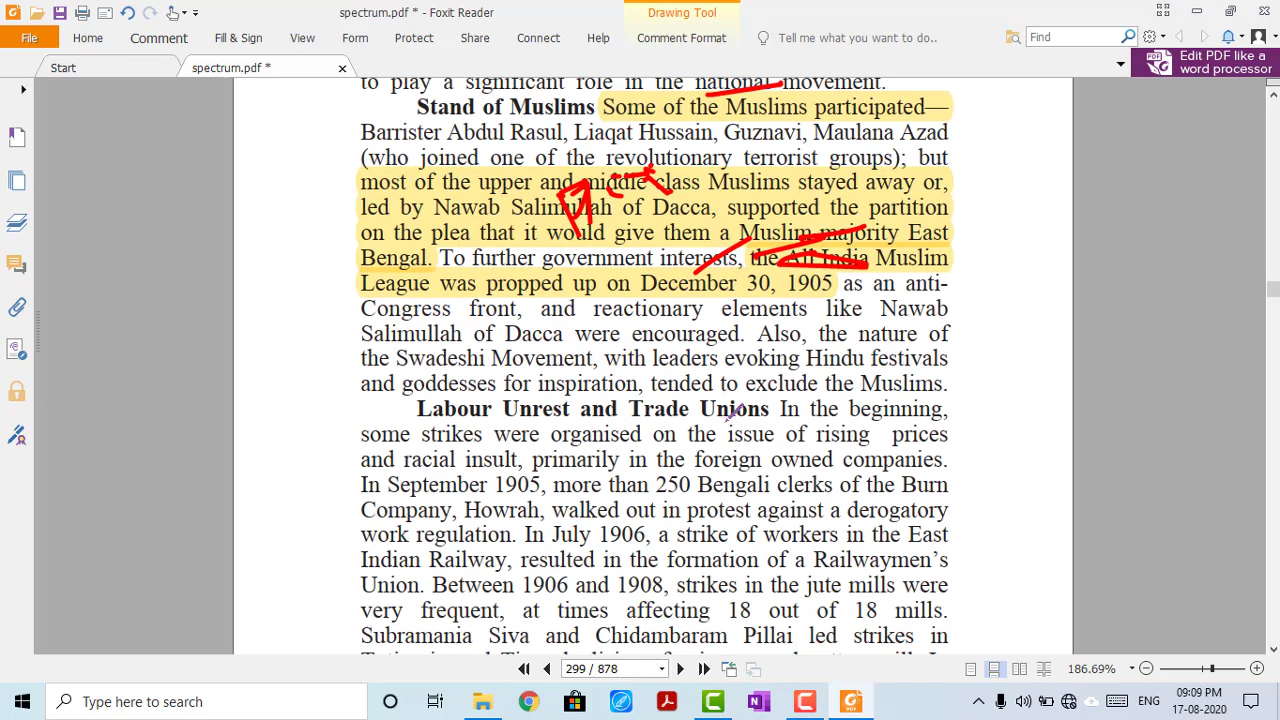 spectrum.pdf * - Foxit Reader
Drawing Tool
File
Home
Comment
Fill & Sign
View
Form
Protect
Share
Connect
Help
Comment Format
Tell me what you want to do..
Find
Start
spectrum.pdf *
Edit PDF like a
word processor
to play a significant role in the national movement.
Stand of Muslims Some of the Muslims participated—
Barrister Abdul Rasul, Liaqat Hussain, Guznavi, Maulana Azad
(who joined one of the revolutionary terrorist groups); but
most of the upper and middle class Muslims stayed away or,
led by Nawab Salimullah of Dacca, supported the partition
on the plea that it would give them a Muslim-majority East
Bengal. To further government interests, the All India Muslim
League was propped up on December 30, 1905 as an anti-
Congress front, and reactionary elements like Nawab
Salimullah of Dacca were encouraged. Also, the nature of
the Swadeshi Movement, with leaders evoking Hindu festivals
and goddesses for inspiration, tended to exclude the Muslims.
Labour Unrest and Trade Unions In the beginning,
some strikes were organised on the issue of rising prices
and racial insult, primarily in the foreign owned companies.
In September 1905, more than 250 Bengali clerks of the Burn
Company, Howrah, walked out in protest against a derogatory
work regulation. In July 1906, a strike of workers in the East
Indian Railway, resulted in the formation of a Railwaymen's
Union. Between 1906 and 1908, strikes in the jute mills were
very frequent, at times affecting 18 out of 18 mills.
Subramania Siva and Chidambaram Pillai led strikes in
299 / 878
186.69%
Type here to search
ENG
09:09 PM
17-08-2020